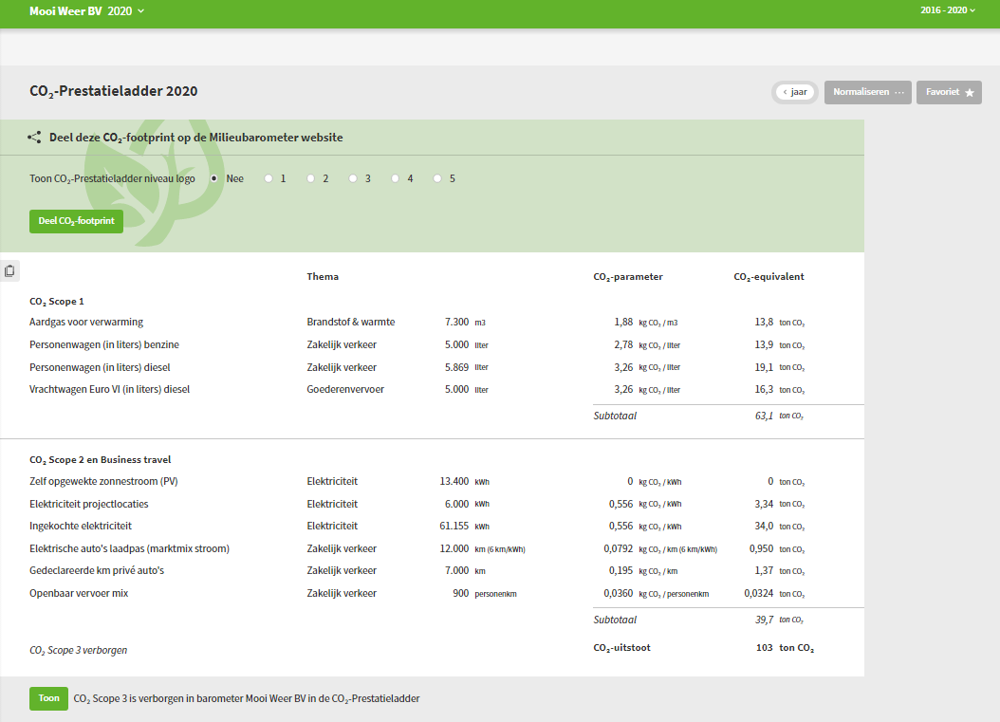 Mooi Weer BV 2020 2016 - 2020
CO₂-Prestatieladder 2020 jaar Normaliseren ... Favoriet
Deel deze CO₂-footprint op de Milieubarometer website
Toon CO₂-Prestatieladder niveau logo Nee 1 2 3 4 5
Deel CO₂-footprint
Thema CO₂-parameter CO₂-equivalent
CO₂ Scope 1
Aardgas voor verwarming Brandstof & warmte 7.300 m3 1,88 kg CO₂ / m3 13,8 ton CO₂
Personenwagen (in liters) benzine Zakelijk verkeer 5.000 liter 2,78 kg CO₂ / liter 13,9 ton CO₂
Personenwagen (in liters) diesel Zakelijk verkeer 5.869 liter 3,26 kg CO₂ / liter 19,1 ton CO₂
Vrachtwagen Euro VI (in liters) diesel Goederenvervoer 5.000 liter 3,26 kg CO₂ / liter 16,3 ton CO₂
Subtotaal 63,1 ton CO₂
CO₂ Scope 2 en Business travel
Zelf opgewekte zonnestroom (PV) Elektriciteit 13.400 kWh 0 kg CO₂ / kWh 0 ton CO₂
Elektriciteit projectlocaties Elektriciteit 6.000 kWh 0,556 kg CO₂ / kWh 3,34 ton CO₂
Ingekochte elektriciteit Elektriciteit 61.155 kWh 0,556 kg CO₂ / kWh 34,0 ton CO₂
Elektrische auto's laadpas (marktmix stroom) Zakelijk verkeer 12.000 km (6 km/kWh) 0,0792 kg CO₂ / km (6 km/kWh) 0,950 ton CO₂
Gedeclareerde km privé auto's Zakelijk verkeer 7.000 km 0,195 kg CO₂ / km 1,37 ton CO₂
Openbaar vervoer mix Zakelijk verkeer 900 personenkm 0,0360 kg CO₂ / personenkm 0,0324 ton CO₂
Subtotaal 39,7 ton CO₂
CO₂ Scope 3 verborgen CO₂-uitstoot 103 ton CO₂
Toon CO₂ Scope 3 is verborgen in barometer Mooi Weer BV in de CO₂-Prestatieladder